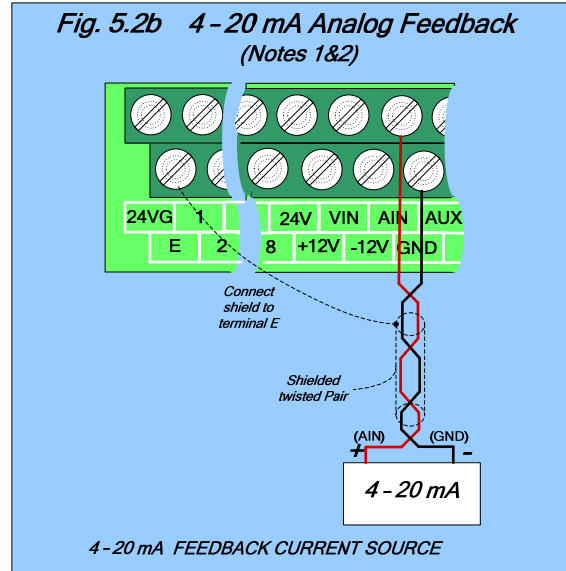 Fig. 5.2b 4 - 20 mA Analog Feedback
(Notes 1&2)
24VG 1 24V VIN AIN AUX
E 2 8 +12V -12V GND
Connect
shield to
terminal E
Shielded
twisted Pair
(AIN) (GND)
+ -
4 - 20 mA
4 - 20 mA FEEDBACK CURRENT SOURCE